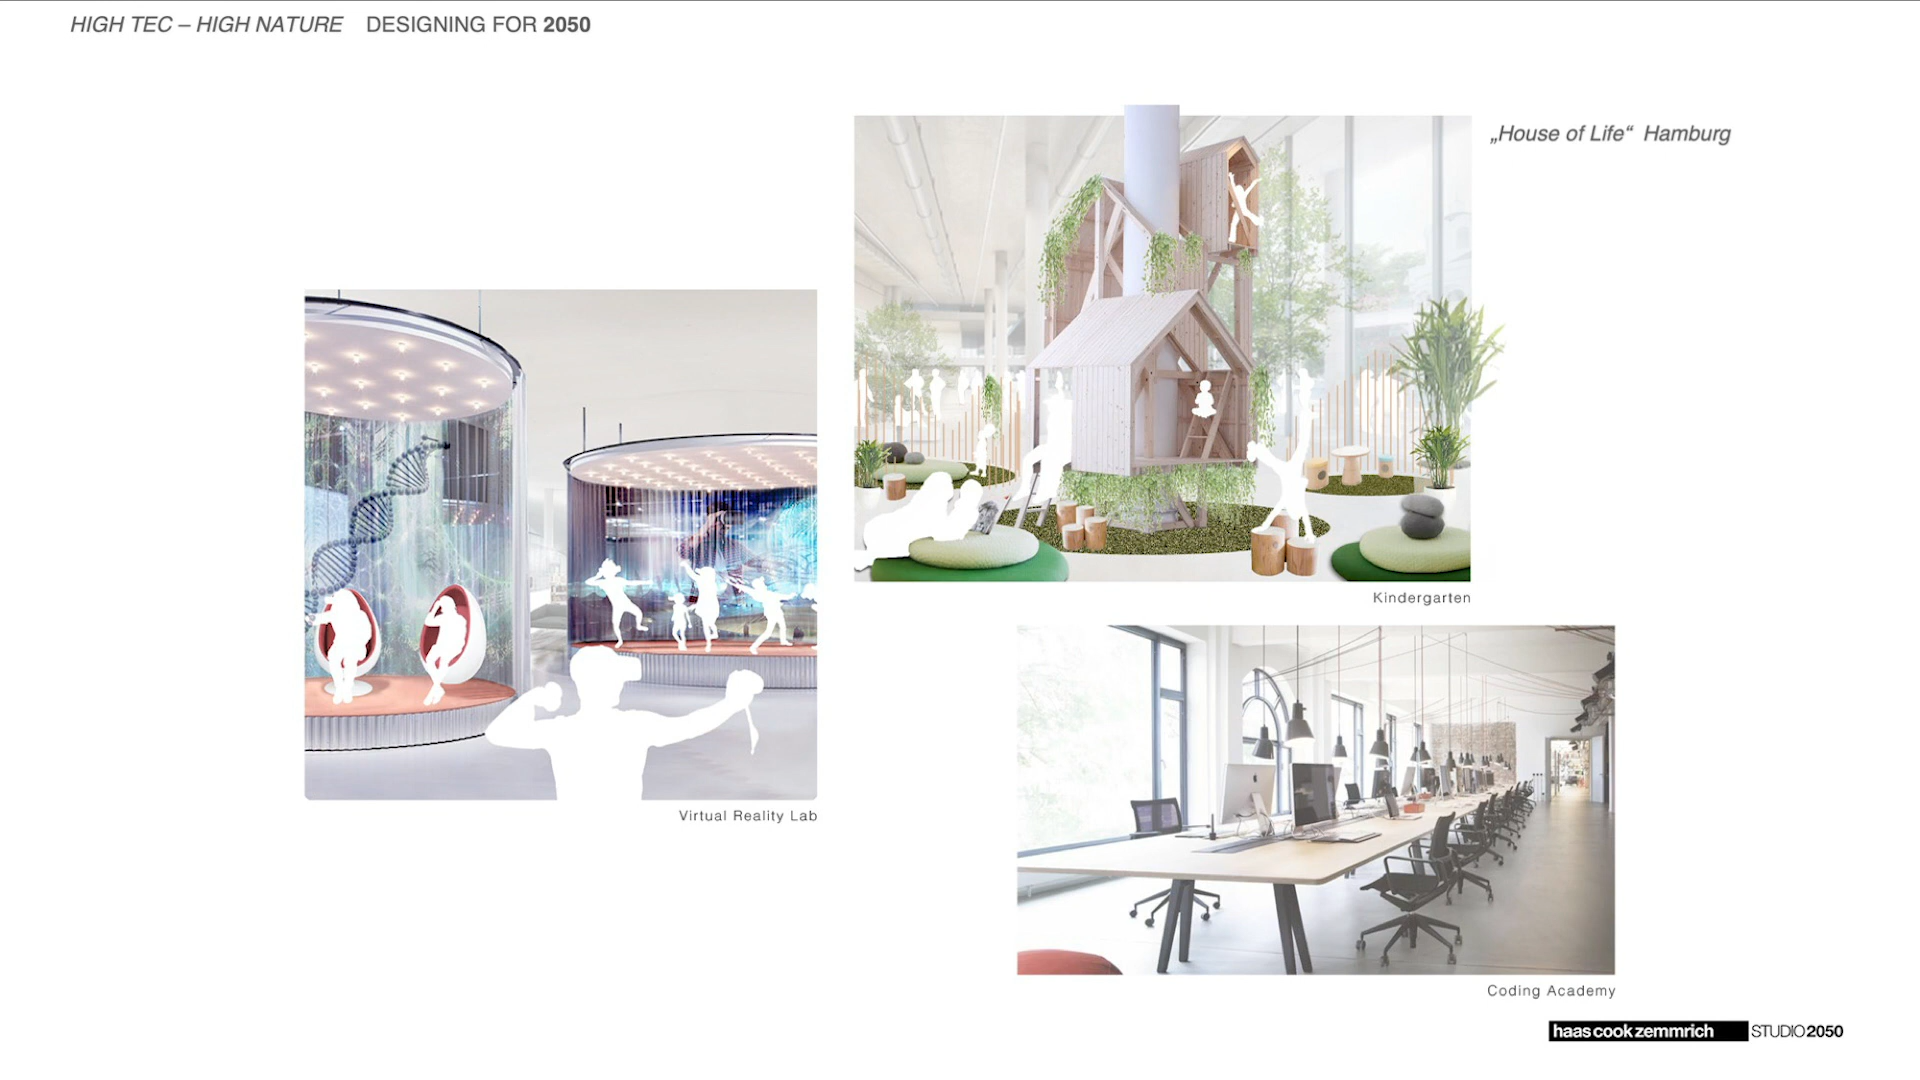 HIGH TEC – HIGH NATURE DESIGNING FOR 2050
„House of Life“ Hamburg
Kindergarten
Virtual Reality Lab
Coding Academy
haascookzemmrich STUDIO2050